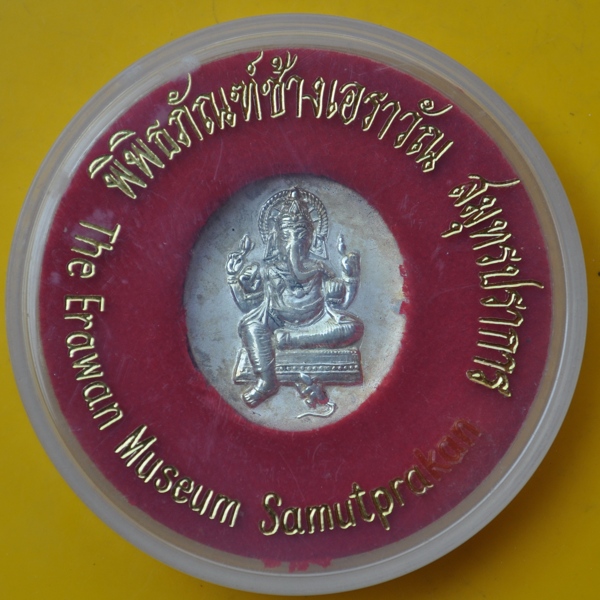 พิพิธภัณฑ์ช้างเอราวัณ สมุทรปราการ
The Erawan Museum Samutprakan